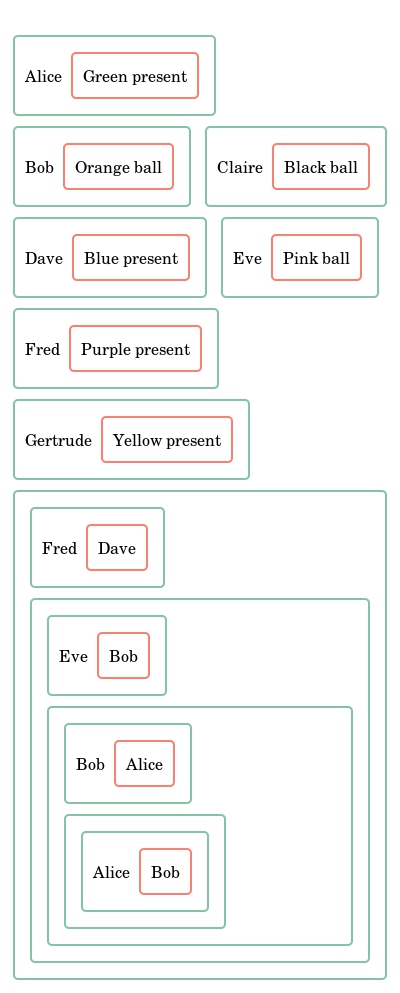 Alice Green present
Bob Orange ball Claire Black ball
Dave Blue present Eve Pink ball
Fred Purple present
Gertrude Yellow present
Fred Dave
Eve Bob
Bob Alice
Alice Bob